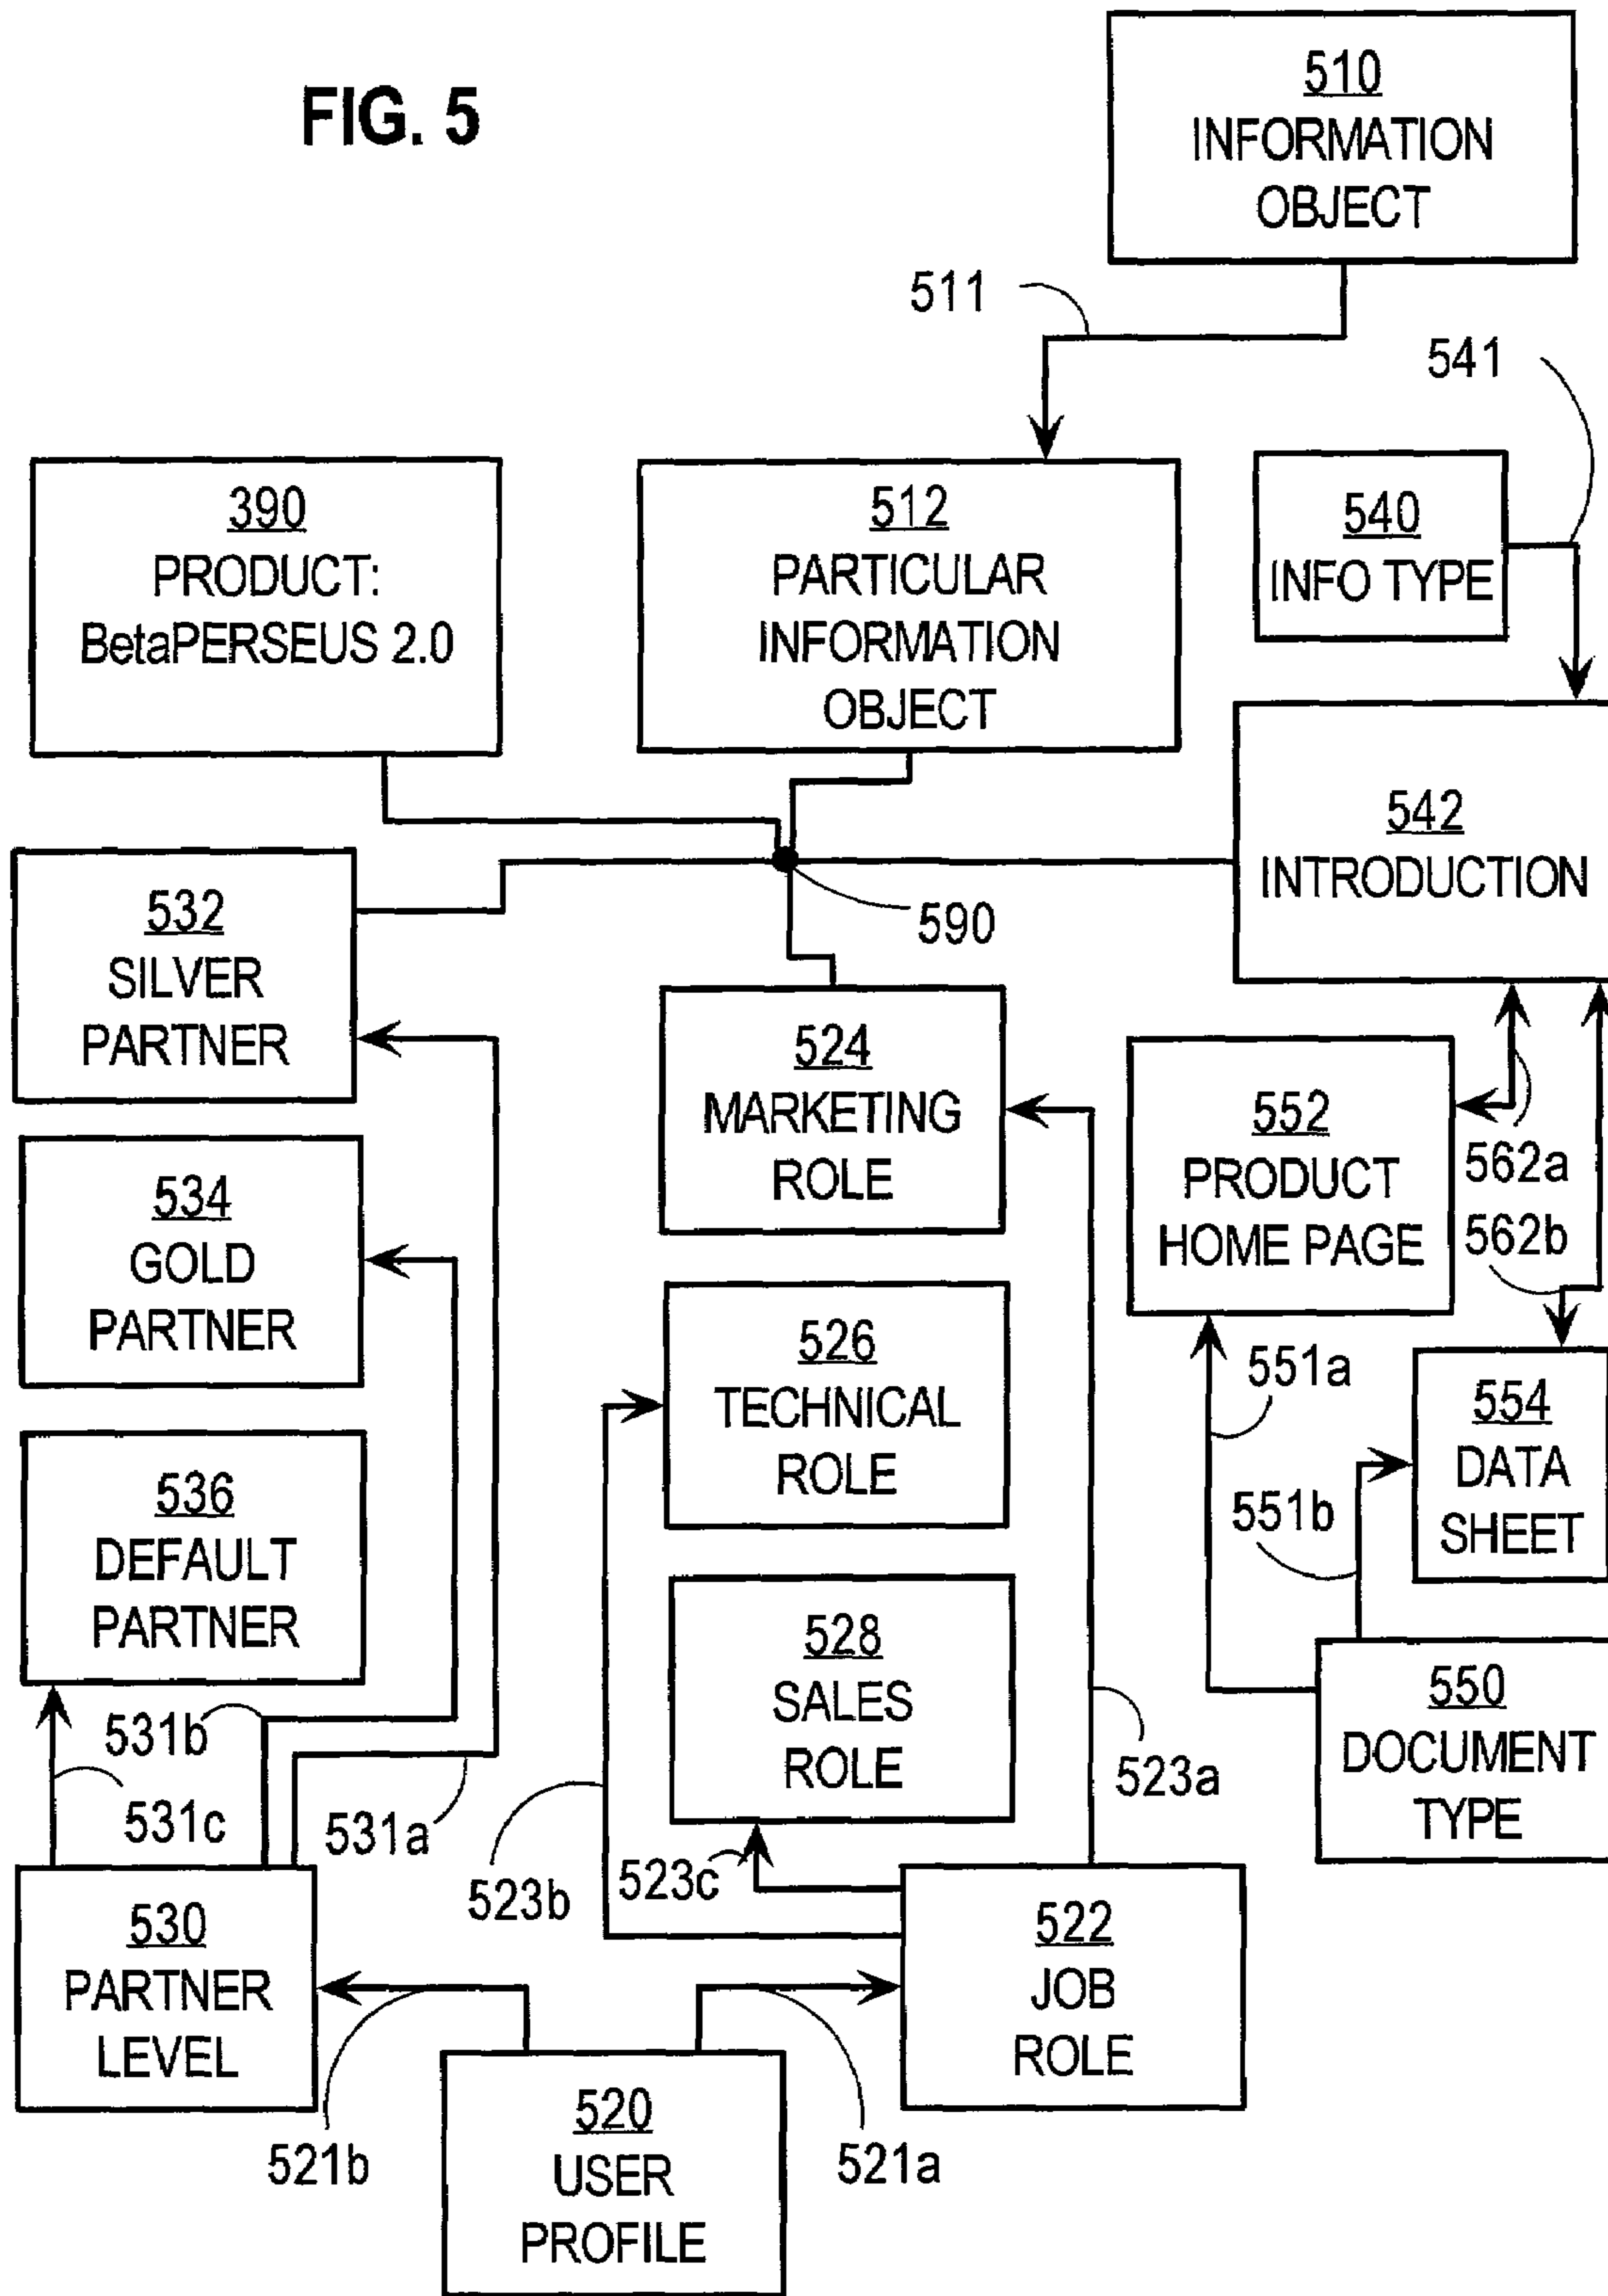 FIG. 5
510
INFORMATION
OBJECT
511
541
390
PRODUCT:
BetaPERSEUS 2.0
512
PARTICULAR
INFORMATION
OBJECT
540
INFO TYPE
542
INTRODUCTION
590
532
SILVER
PARTNER
524
MARKETING
ROLE
552
PRODUCT
HOME PAGE
562a
562b
534
GOLD
PARTNER
526
TECHNICAL
ROLE
551a
554
DATA
SHEET
551b
536
DEFAULT
PARTNER
528
SALES
ROLE
550
DOCUMENT
TYPE
531b
531c
531a
523b
523c
523a
530
PARTNER
LEVEL
522
JOB
ROLE
521b
520
USER
PROFILE
521a